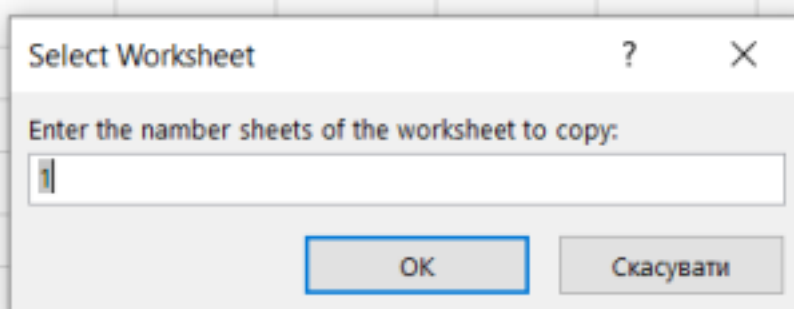 Select Worksheet ?
Enter the namber sheets of the worksheet to copy:
1
OK Скасувати